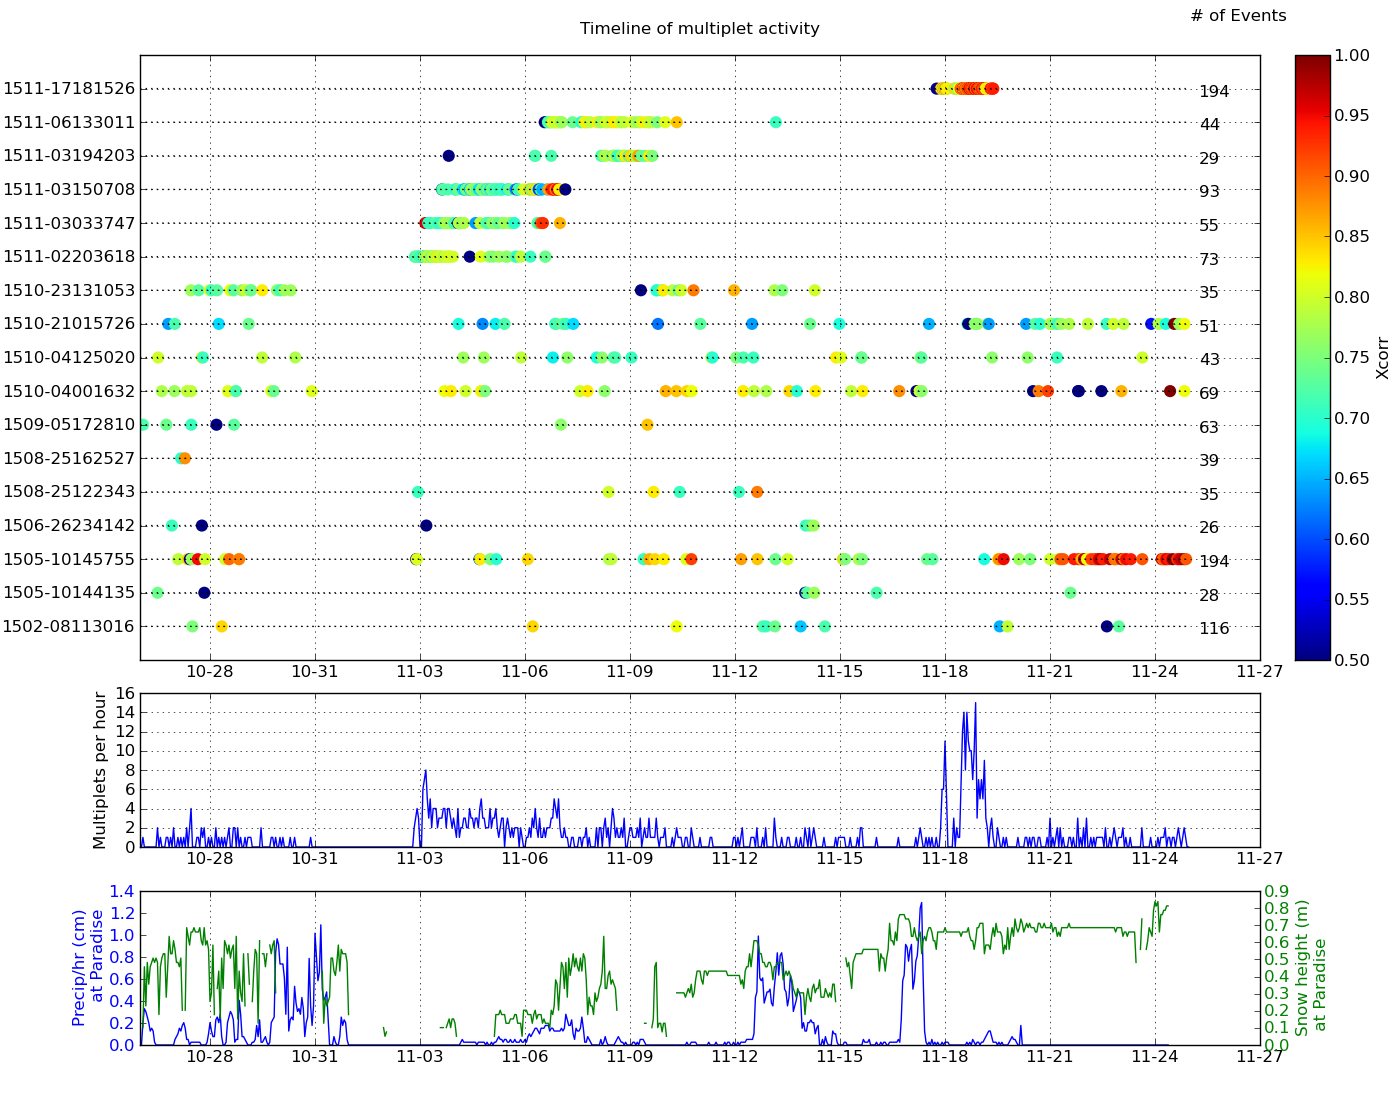 # of Events
Timeline of multiplet activity
1511-17181526 194 1.00
1511-06133011 44 0.95
1511-03194203 29
1511-03150708 93 0.90
1511-03033747 55
1511-02203618 73 0.85
1510-23131053 35 0.80
1510-21015726 51
1510-04125020 43 0.75
Xcorr
1510-04001632 69 0.70
1509-05172810 63
1508-25162527 39 0.65
1508-25122343 35
1506-26234142 26 0.60
1505-10145755 194
1505-10144135 28 0.55
1502-08113016 116
0.50
10-28 10-31 11-03 11-06 11-09 11-12 11-15 11-18 11-21 11-24 11-27
Multiplets per hour
16
14
12
10
8
6
4
2
0
10-28 10-31 11-03 11-06 11-09 11-12 11-15 11-18 11-21 11-24 11-27
Precip/hr (cm)
at Paradise
1.4
1.2
1.0
0.8
0.6
0.4
0.2
0.0
0.9
0.8
0.7
0.6
0.5
0.4
0.3
0.2
0.1
0.0
Snow height (m)
at Paradise
10-28 10-31 11-03 11-06 11-09 11-12 11-15 11-18 11-21 11-24 11-27